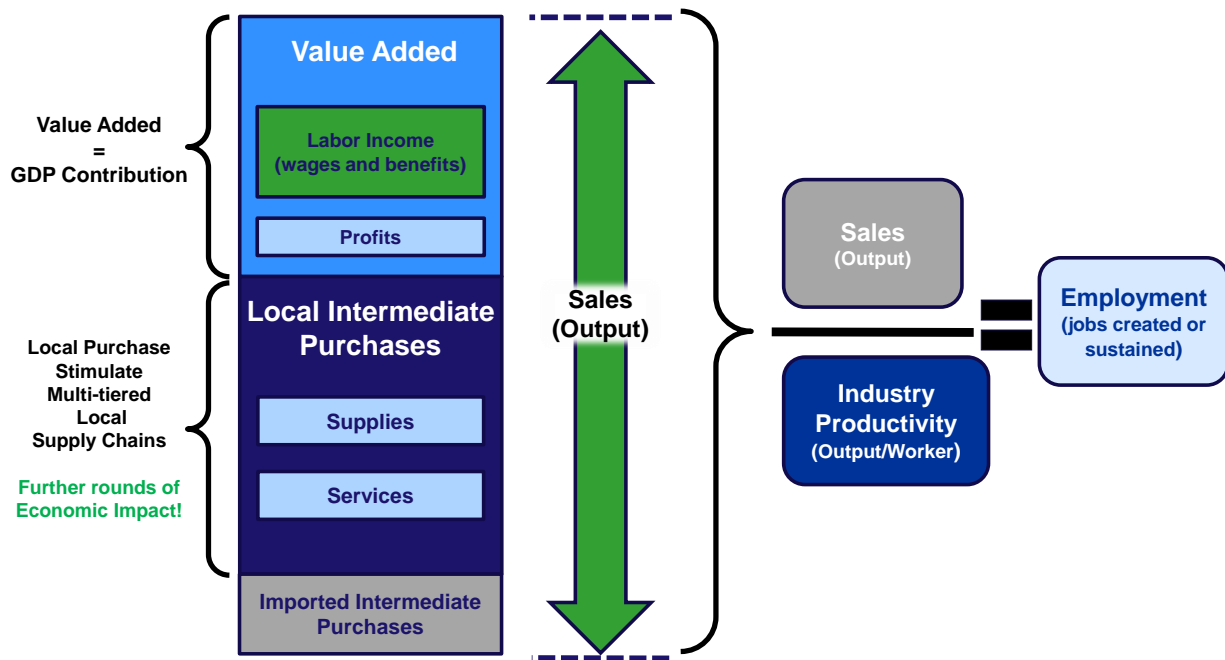 Value Added
=
GDP Contribution
Local Purchase
Stimulate
Multi-tiered
Local
Supply Chains
Further rounds of
Economic Impact!
Value Added
Labor Income
(wages and benefits)
Profits
Local Intermediate
Purchases
Supplies
Services
Imported Intermediate
Purchases
Sales
(Output)
Sales
(Output)
Industry
Productivity
(Output/Worker)
Employment
(jobs created or
sustained)